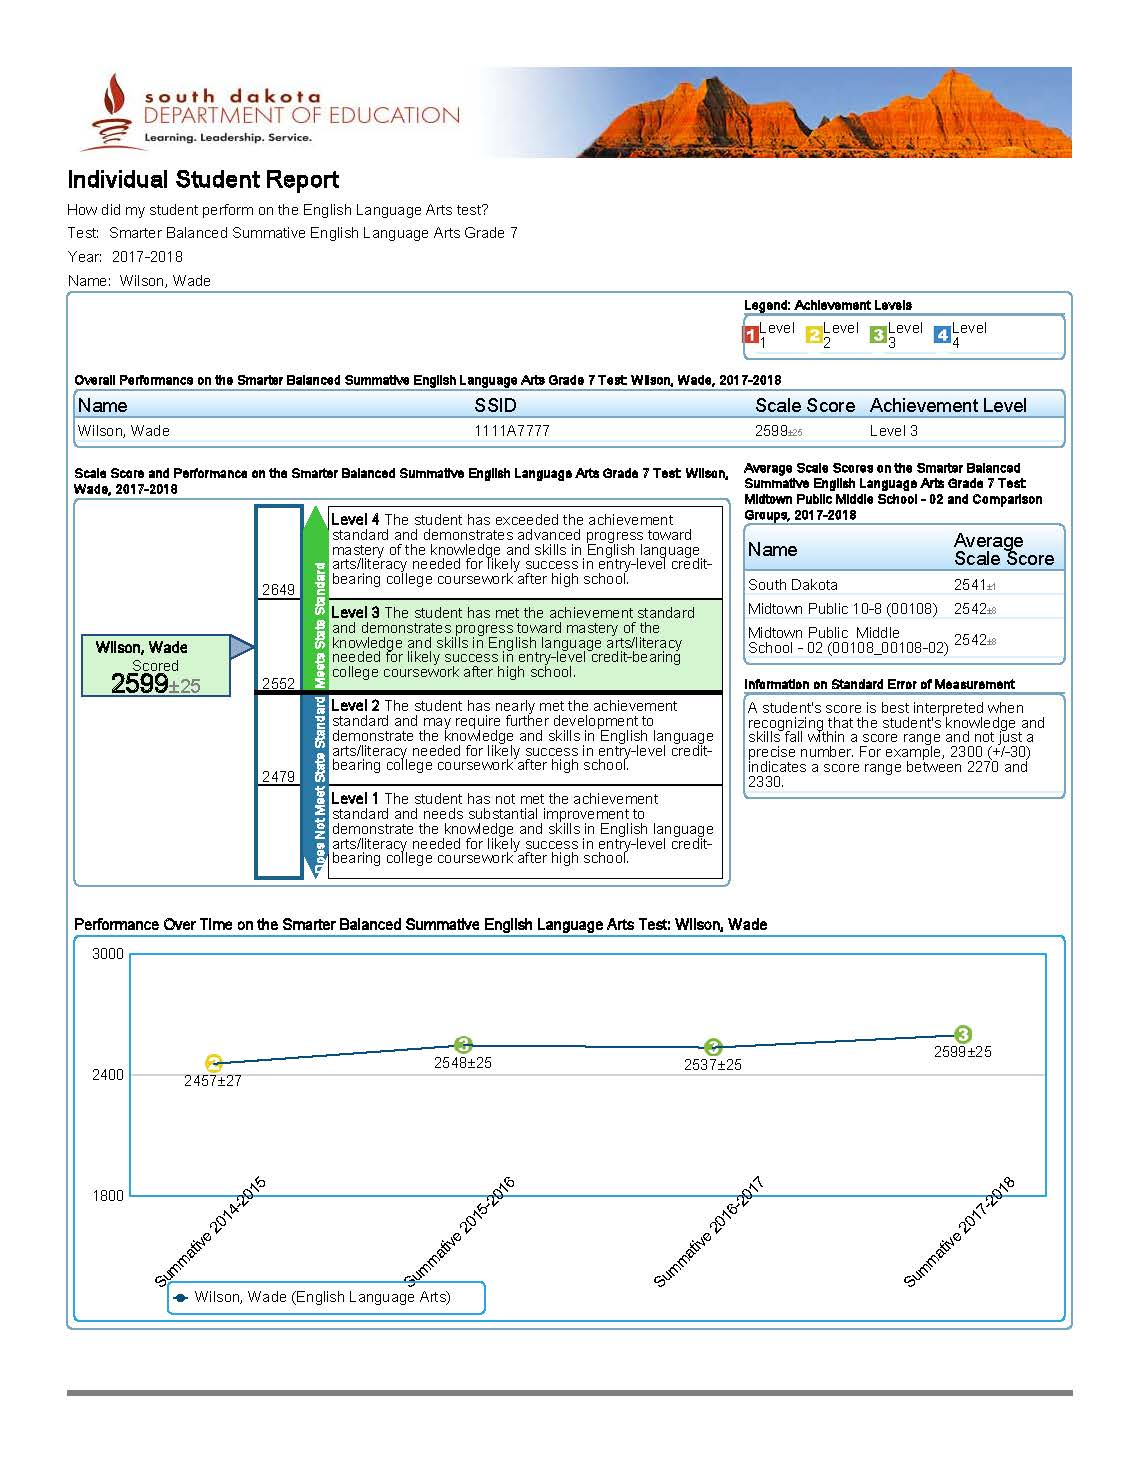 south dakota
DEPARTMENT OF EDUCATION
Learning. Leadership. Service.
Individual Student Report
How did my student perform on the English Language Arts test?
Test: Smarter Balanced Summative English Language Arts Grade 7
Year: 2017-2018
Name: Wilson, Wade
Legend: Achievement Levels
1 Level 1
2 Level 2
3 Level 3
4 Level 4
Overall Performance on the Smarter Balanced Summative English Language Arts Grade 7 Test: Wilson, Wade, 2017-2018
Name SSID Scale Score Achievement Level
Wilson, Wade 1111A7777 2599±25 Level 3
Scale Score and Performance on the Smarter Balanced Summative English Language Arts Grade 7 Test: Wilson,
Wade, 2017-2018
Wilson, Wade
Scored
2599±25
2649
2552
2479
Meets State Standard
Does Not Meet State Standard
Level 4 The student has exceeded the achievement
standard and demonstrates advanced progress toward
mastery of the knowledge and skills in English language
arts/literacy needed for likely success in entry-level credit-
bearing college coursework after high school.
Level 3 The student has met the achievement standard
and demonstrates progress toward mastery of the
knowledge and skills in English language arts/literacy
needed for likely success in entry-level credit-bearing
college coursework after high school.
Level 2 The student has nearly met the achievement
standard and may require further development to
demonstrate the knowledge and skills in English language
arts/literacy needed for likely success in entry-level credit-
bearing college coursework after high school.
Level 1 The student has not met the achievement
standard and needs substantial improvement to
demonstrate the knowledge and skills in English language
arts/literacy needed for likely success in entry-level credit-
bearing college coursework after high school.
Average Scale Scores on the Smarter Balanced
Summative English Language Arts Grade 7 Test:
Midtown Public Middle School - 02 and Comparison
Groups, 2017-2018
Name Average
Scale Score
South Dakota 2541±1
Midtown Public 10-8 (00108) 2542±8
Midtown Public Middle
School - 02 (00108_00108-02) 2542±8
Information on Standard Error of Measurement
A student's score is best interpreted when
recognizing that the student's knowledge and
skills fall within a score range and not just a
precise number. For example, 2300 (+/-30)
indicates a score range between 2270 and
2330.
Performance Over Time on the Smarter Balanced Summative English Language Arts Test: Wilson, Wade
3000
2400
1800
2
2457±27
3
2548±25
2537±25
3
2599±25
Summative 2014-2015
Summative 2015-2016
Summative 2016-2017
Summative 2017-2018
Wilson, Wade (English Language Arts)